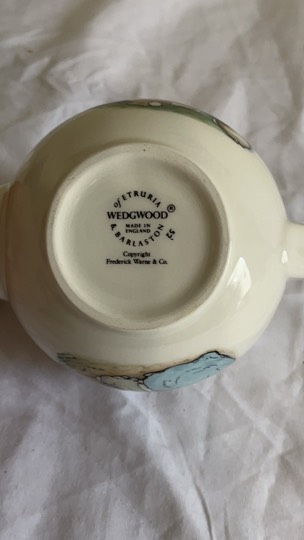 of ETRURIA
WEDGWOOD®
MADE IN
ENGLAND
& BARLASTON
Copyright
Frederick Warne & Co.